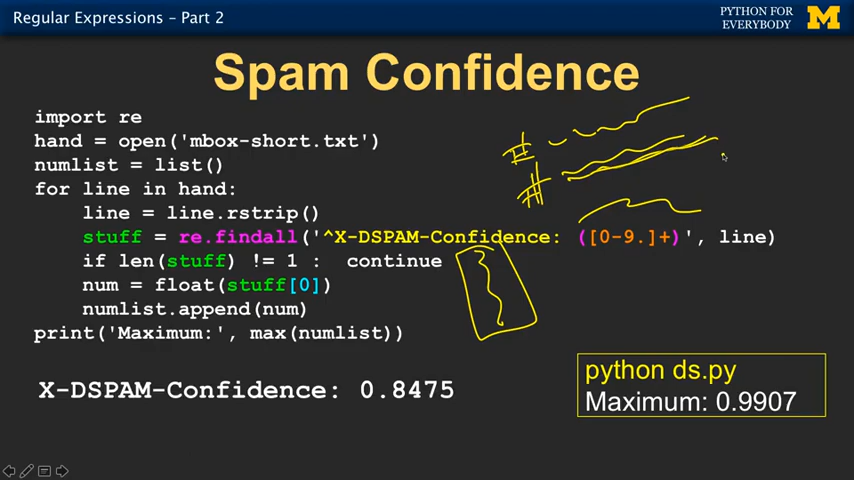 Regular Expressions – Part 2
PYTHON FOR
EVERYBODY
Spam Confidence
import re
hand = open('mbox-short.txt')
numlist = list()
for line in hand:
    line = line.rstrip()
    stuff = re.findall('^X-DSPAM-Confidence: ([0-9.]+)', line)
    if len(stuff) != 1 :  continue
    num = float(stuff[0])
    numlist.append(num)
print('Maximum:', max(numlist))
#
#
X-DSPAM-Confidence: 0.8475
python ds.py
Maximum: 0.9907